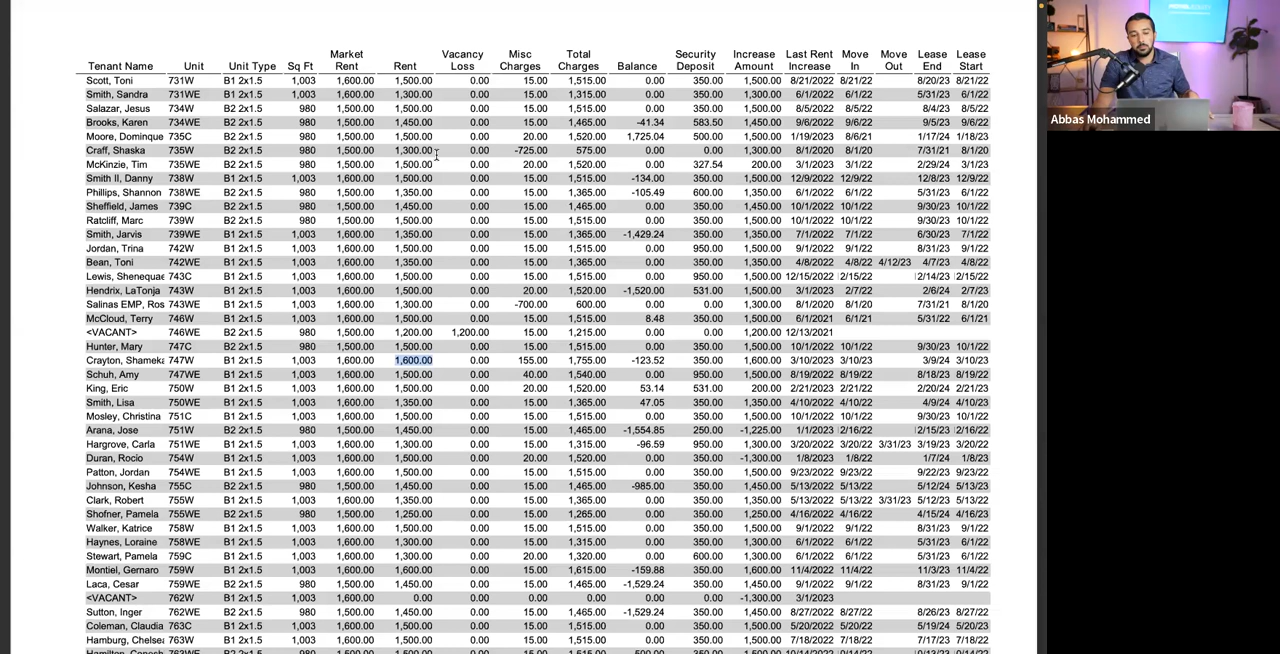 Tenant Name Unit Unit Type Sq Ft Market Rent Rent Vacancy Loss Misc Charges Total Charges Balance Security Deposit Increase Amount Last Rent Increase Move In Move Out Lease End Lease Start
Scott, Toni 731W B1 2x1.5 1,003 1,600.00 1,500.00 0.00 15.00 1,515.00 0.00 350.00 1,500.00 8/21/2022 8/21/22 8/20/23 8/21/22
Smith, Sandra 731WE B1 2x1.5 1,003 1,600.00 1,300.00 0.00 15.00 1,315.00 0.00 350.00 1,300.00 6/1/2022 6/1/22 5/31/23 6/1/22
Salazar, Jesus 734W B2 2x1.5 980 1,500.00 1,500.00 0.00 15.00 1,515.00 0.00 350.00 1,500.00 8/5/2022 8/5/22 8/4/23 8/5/22
Brooks, Karen 734WE B2 2x1.5 980 1,500.00 1,450.00 0.00 15.00 1,465.00 -41.34 583.50 1,450.00 9/6/2022 9/6/22 9/5/23 9/6/22
Moore, Dominque 735C B2 2x1.5 980 1,500.00 1,500.00 0.00 20.00 1,520.00 1,725.04 500.00 1,500.00 1/19/2023 8/6/21 1/17/24 1/18/23
Craff, Shaska 735W B2 2x1.5 980 1,500.00 1,300.00 0.00 -725.00 575.00 0.00 0.00 1,300.00 8/1/2020 8/1/20 7/31/21 8/1/20
McKinzie, Tim 735WE B2 2x1.5 980 1,500.00 1,500.00 0.00 20.00 1,520.00 0.00 327.54 200.00 3/1/2023 3/1/22 2/29/24 3/1/23
Smith II, Danny 738W B1 2x1.5 980 1,600.00 1,500.00 0.00 15.00 1,515.00 -134.00 350.00 1,500.00 12/9/2022 12/9/22 12/8/23 12/9/22
Phillips, Shannon 738WE B2 2x1.5 980 1,500.00 1,350.00 0.00 15.00 1,365.00 -105.49 600.00 1,350.00 6/1/2022 6/1/22 5/31/23 6/1/22
Sheffield, James 739C B2 2x1.5 980 1,500.00 1,450.00 0.00 15.00 1,465.00 0.00 350.00 1,450.00 10/1/2022 10/1/22 9/30/23 10/1/22
Ratcliff, Marc 739W B2 2x1.5 980 1,500.00 1,500.00 0.00 15.00 1,515.00 0.00 350.00 1,500.00 10/1/2022 10/1/22 9/30/23 10/1/22
Smith, Jarvis 739WE B1 2x1.5 1,003 1,600.00 1,350.00 0.00 15.00 1,365.00 -1,429.24 350.00 1,350.00 7/1/2022 7/1/22 6/30/23 7/1/22
Jordan, Trina 742W B1 2x1.5 1,003 1,600.00 1,500.00 0.00 15.00 1,515.00 0.00 950.00 1,500.00 9/1/2022 9/1/22 8/31/23 9/1/22
Bean, Toni 742WE B1 2x1.5 1,003 1,600.00 1,350.00 0.00 15.00 1,365.00 0.00 350.00 1,350.00 4/8/2022 4/8/22 4/12/23 4/7/23 4/8/22
Lewis, Shenequae 743C B1 2x1.5 1,003 1,600.00 1,500.00 0.00 15.00 1,515.00 0.00 950.00 1,500.00 12/15/2022 12/15/22 12/14/23 12/15/22
Hendrix, LaTonja 743W B1 2x1.5 1,003 1,600.00 1,500.00 0.00 20.00 1,520.00 -1,520.00 531.00 1,500.00 3/1/2023 2/7/22 2/6/24 2/7/23
Salinas EMP, Ros 743WE B1 2x1.5 1,003 1,600.00 1,300.00 0.00 -700.00 600.00 0.00 0.00 1,300.00 8/1/2020 8/1/20 7/31/21 8/1/20
McCloud, Terry 746W B1 2x1.5 1,003 1,600.00 1,500.00 0.00 15.00 1,515.00 8.48 350.00 1,500.00 6/1/2021 6/1/21 5/31/22 6/1/21
<VACANT> 746WE B2 2x1.5 980 1,500.00 1,200.00 1,200.00 15.00 1,215.00 0.00 0.00 1,200.00 12/13/2021
Hunter, Mary 747C B2 2x1.5 980 1,500.00 1,500.00 0.00 15.00 1,515.00 0.00 350.00 1,500.00 10/1/2022 10/1/22 9/30/23 10/1/22
Crayton, Shameka 747W B1 2x1.5 1,003 1,600.00 1,600.00 0.00 155.00 1,755.00 -123.52 350.00 1,600.00 3/10/2023 3/10/23 3/9/24 3/10/23
Schuh, Amy 747WE B1 2x1.5 1,003 1,600.00 1,500.00 0.00 40.00 1,540.00 0.00 950.00 1,500.00 8/19/2022 8/19/22 8/18/23 8/19/22
King, Eric 750W B1 2x1.5 1,003 1,600.00 1,500.00 0.00 20.00 1,520.00 53.14 531.00 200.00 2/21/2023 2/21/22 2/20/24 2/21/23
Smith, Lisa 750WE B1 2x1.5 1,003 1,600.00 1,350.00 0.00 15.00 1,365.00 47.05 350.00 1,350.00 4/10/2022 4/10/22 4/9/24 4/10/23
Mosley, Christina 751C B1 2x1.5 1,003 1,600.00 1,500.00 0.00 15.00 1,515.00 0.00 350.00 1,500.00 10/1/2022 10/1/22 9/30/23 10/1/22
Arana, Jose 751W B2 2x1.5 980 1,500.00 1,450.00 0.00 15.00 1,465.00 -1,554.85 250.00 -1,225.00 1/1/2023 12/16/22 12/15/23 12/16/22
Hargrove, Carla 751WE B1 2x1.5 1,003 1,600.00 1,300.00 0.00 15.00 1,315.00 -96.59 950.00 1,300.00 3/20/2022 3/20/22 3/31/23 3/19/23 3/20/22
Duran, Rocio 754W B1 2x1.5 1,003 1,600.00 1,500.00 0.00 20.00 1,520.00 0.00 350.00 -1,300.00 1/8/2023 1/8/22 1/7/24 1/8/23
Patton, Jordan 754WE B1 2x1.5 1,003 1,600.00 1,500.00 0.00 15.00 1,515.00 0.00 350.00 1,500.00 9/23/2022 9/23/22 9/22/23 9/23/22
Johnson, Kesha 755C B2 2x1.5 980 1,500.00 1,450.00 0.00 15.00 1,465.00 -985.00 350.00 1,450.00 5/13/2022 5/13/22 5/12/24 5/13/23
Clark, Robert 755W B1 2x1.5 1,003 1,600.00 1,350.00 0.00 15.00 1,365.00 0.00 350.00 1,350.00 5/13/2022 5/13/22 3/31/23 5/12/23 5/13/22
Shofner, Pamela 755WE B2 2x1.5 980 1,500.00 1,250.00 0.00 15.00 1,265.00 0.00 350.00 1,250.00 4/16/2022 4/16/22 4/15/24 4/16/23
Walker, Katrice 758W B1 2x1.5 1,003 1,600.00 1,500.00 0.00 15.00 1,515.00 0.00 350.00 1,500.00 9/1/2022 9/1/22 8/31/23 9/1/22
Haynes, Loraine 758WE B1 2x1.5 1,003 1,600.00 1,300.00 0.00 15.00 1,315.00 0.00 350.00 1,300.00 6/1/2022 6/1/22 5/31/23 6/1/22
Stewart, Pamela 759C B1 2x1.5 1,003 1,600.00 1,300.00 0.00 20.00 1,320.00 0.00 600.00 1,300.00 6/1/2022 6/1/22 5/31/23 6/1/22
Montiel, Gernaro 759W B1 2x1.5 1,003 1,600.00 1,600.00 0.00 15.00 1,615.00 -159.88 350.00 1,600.00 11/4/2022 11/4/22 11/3/23 11/4/22
Laca, Cesar 759WE B2 2x1.5 980 1,500.00 1,450.00 0.00 15.00 1,465.00 -1,529.24 350.00 1,450.00 9/1/2022 9/1/22 8/31/23 9/1/22
<VACANT> 762W B1 2x1.5 1,003 1,600.00 0.00 0.00 0.00 0.00 0.00 0.00 -1,300.00 3/1/2023
Sutton, Inger 762WE B2 2x1.5 980 1,500.00 1,450.00 0.00 15.00 1,465.00 -1,529.24 350.00 1,450.00 8/27/2022 8/27/22 8/26/23 8/27/22
Coleman, Claudia 763C B1 2x1.5 1,003 1,600.00 1,500.00 0.00 15.00 1,515.00 0.00 350.00 1,500.00 5/20/2022 5/20/22 5/19/24 5/20/23
Hamburg, Chelsea 763W B1 2x1.5 1,003 1,600.00 1,500.00 0.00 15.00 1,515.00 0.00 350.00 1,500.00 7/18/2022 7/18/22 7/17/23 7/18/22
Abbas Mohammed